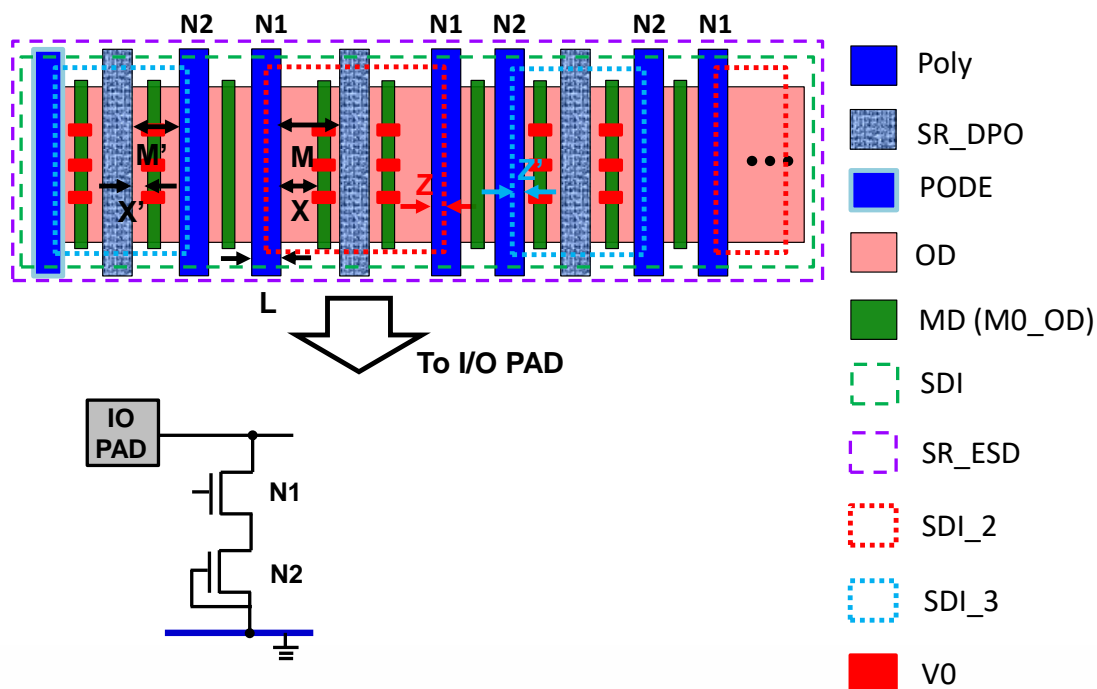 N2 N1 N1 N2 N2 N1
M’ M Z Z’
X’ X
L
To I/O PAD
IO
PAD
N1
N2
Poly
SR_DPO
PODE
OD
MD (M0_OD)
SDI
SR_ESD
SDI_2
SDI_3
V0